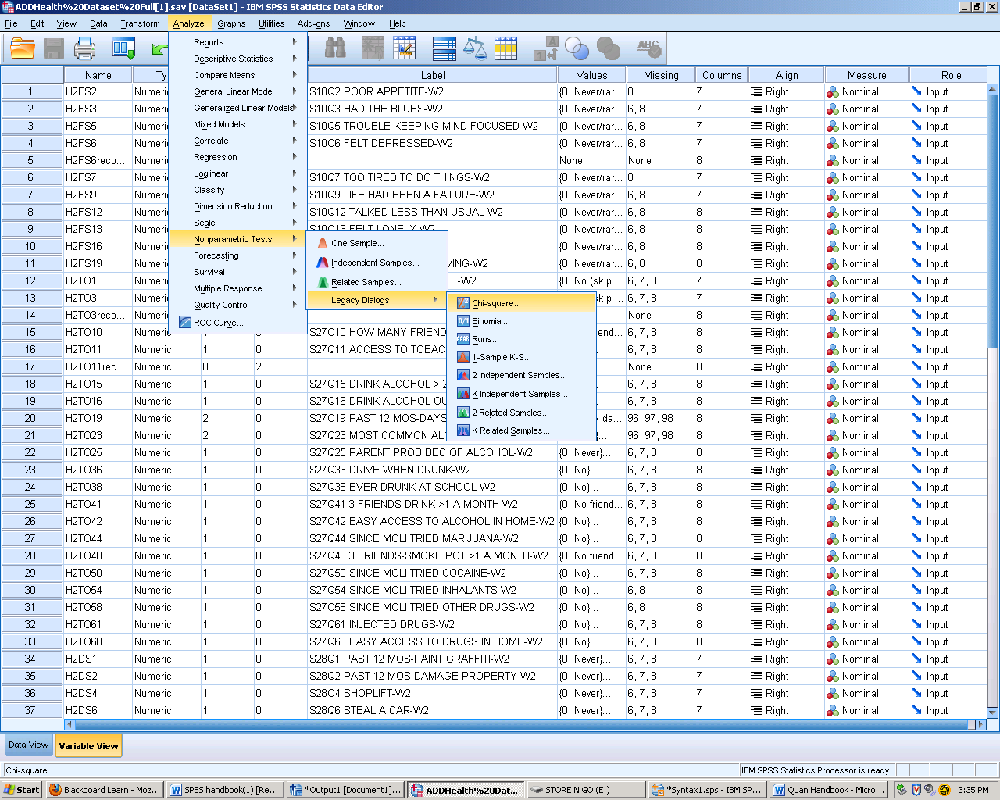 ADDHealth%20Dataset%20Full[1].sav [DataSet1] - IBM SPSS Statistics Data Editor
File Edit View Data Transform Analyze Graphs Utilities Add-ons Window Help
Reports
Descriptive Statistics
Compare Means
General Linear Model
Generalized Linear Models
Mixed Models
Correlate
Regression
Loglinear
Classify
Dimension Reduction
Scale
Nonparametric Tests
Forecasting
Survival
Multiple Response
Quality Control
ROC Curve...
One Sample...
Independent Samples...
Related Samples...
Legacy Dialogs
Chi-square...
Binomial...
Runs...
1-Sample K-S...
2 Independent Samples...
K Independent Samples...
2 Related Samples...
K Related Samples...
Name Ty Label Values Missing Columns Align Measure Role
1 H2FS2 Numeric S10Q2 POOR APPETITE-W2 {0, Never/rar... 8 7 Right Nominal Input
2 H2FS3 Numeric S10Q3 HAD THE BLUES-W2 {0, Never/rar... 6, 8 7 Right Nominal Input
3 H2FS5 Numeric S10Q5 TROUBLE KEEPING MIND FOCUSED-W2 {0, Never/rar... 6, 8 7 Right Nominal Input
4 H2FS6 Numeric S10Q6 FELT DEPRESSED-W2 {0, Never/rar... 6, 8 7 Right Nominal Input
5 H2FS6reco... Numeric None None 8 Right Nominal Input
6 H2FS7 Numeric S10Q7 TOO TIRED TO DO THINGS-W2 {0, Never/rar... 8 7 Right Nominal Input
7 H2FS9 Numeric S10Q9 LIFE HAD BEEN A FAILURE-W2 {0, Never/rar... 6, 8 7 Right Nominal Input
8 H2FS12 Numeric S10Q12 TALKED LESS THAN USUAL-W2 {0, Never/rar... 6, 8 8 Right Nominal Input
9 H2FS13 Numeric S10Q13 FELT LONELY-W2 {0, Never/rar... 6, 8 8 Right Nominal Input
10 H2FS16 Numeric {0, Never/rar... 6, 8 8 Right Nominal Input
11 H2FS19 Numeric VING-W2 {0, Never/rar... 6, 8 8 Right Nominal Input
12 H2TO1 Numeric TE-W2 {0, No (skip ... 6, 7, 8 7 Right Nominal Input
13 H2TO3 Numeric skip ... 6, 7, 8 7 Right Nominal Input
14 H2TO3reco... Numeric None 8 Right Nominal Input
15 H2TO10 Numeric S27Q10 HOW MANY FRIEND end... 6, 7, 8 8 Right Nominal Input
16 H2TO11 Numeric 1 0 S27Q11 ACCESS TO TOBAC 6, 7, 8 8 Right Nominal Input
17 H2TO11rec... Numeric 8 2 None 8 Right Nominal Input
18 H2TO15 Numeric 1 0 S27Q15 DRINK ALCOHOL > 2 6, 7, 8 8 Right Nominal Input
19 H2TO16 Numeric 1 0 S27Q16 DRINK ALCOHOL OU 6, 7, 8 8 Right Nominal Input
20 H2TO19 Numeric 2 0 S27Q19 PAST 12 MOS-DAYS y da... 96, 97, 98 8 Right Nominal Input
21 H2TO23 Numeric 2 0 S27Q23 MOST COMMON ALC }... 96, 97, 98 8 Right Nominal Input
22 H2TO25 Numeric 1 0 S27Q25 PARENT PROB BEC OF ALCOHOL-W2 {0, Never}... 6, 7, 8 8 Right Nominal Input
23 H2TO36 Numeric 1 0 S27Q36 DRIVE WHEN DRUNK-W2 {0, No}... 6, 7, 8 8 Right Nominal Input
24 H2TO38 Numeric 1 0 S27Q38 EVER DRUNK AT SCHOOL-W2 {0, No}... 6, 7, 8 8 Right Nominal Input
25 H2TO41 Numeric 1 0 S27Q41 3 FRIENDS-DRINK >1 A MONTH-W2 {0, No friend... 6, 7, 8 8 Right Nominal Input
26 H2TO42 Numeric 1 0 S27Q42 EASY ACCESS TO ALCOHOL IN HOME-W2 {0, No}... 6, 7, 8 8 Right Nominal Input
27 H2TO44 Numeric 1 0 S27Q44 SINCE MOLI,TRIED MARIJUANA-W2 {0, No}... 6, 7, 8 8 Right Nominal Input
28 H2TO48 Numeric 1 0 S27Q48 3 FRIENDS-SMOKE POT >1 A MONTH-W2 {0, No friend... 6, 7, 8 8 Right Nominal Input
29 H2TO50 Numeric 1 0 S27Q50 SINCE MOLI,TRIED COCAINE-W2 {0, No}... 6, 7, 8 8 Right Nominal Input
30 H2TO54 Numeric 1 0 S27Q54 SINCE MOLI,TRIED INHALANTS-W2 {0, No}... 6, 8 8 Right Nominal Input
31 H2TO58 Numeric 1 0 S27Q58 SINCE MOLI,TRIED OTHER DRUGS-W2 {0, No}... 6, 8 8 Right Nominal Input
32 H2TO61 Numeric 1 0 S27Q61 INJECTED DRUGS-W2 {0, No}... 6, 7, 8 8 Right Nominal Input
33 H2TO68 Numeric 1 0 S27Q68 EASY ACCESS TO DRUGS IN HOME-W2 {0, No}... 6, 7, 8 8 Right Nominal Input
34 H2DS1 Numeric 1 0 S28Q1 PAST 12 MOS-PAINT GRAFFITI-W2 {0, Never}... 6, 7, 8 7 Right Nominal Input
35 H2DS2 Numeric 1 0 S28Q2 PAST 12 MOS-DAMAGE PROPERTY-W2 {0, Never}... 6, 7, 8 7 Right Nominal Input
36 H2DS4 Numeric 1 0 S28Q4 SHOPLIFT-W2 {0, Never}... 6, 7, 8 7 Right Nominal Input
37 H2DS6 Numeric 1 0 S28Q6 STEAL A CAR-W2 {0, Never}... 6, 7, 8 7 Right Nominal Input
Data View Variable View
Chi-square... IBM SPSS Statistics Processor is ready
Start Blackboard Learn - Moz... SPSS handbook(1) [Re... *Output1 [Document1]... ADDHealth%20Dat... STORE N GO (E:) *Syntax1.sps - IBM SP... Quan Handbook - Micro... 3:35 PM